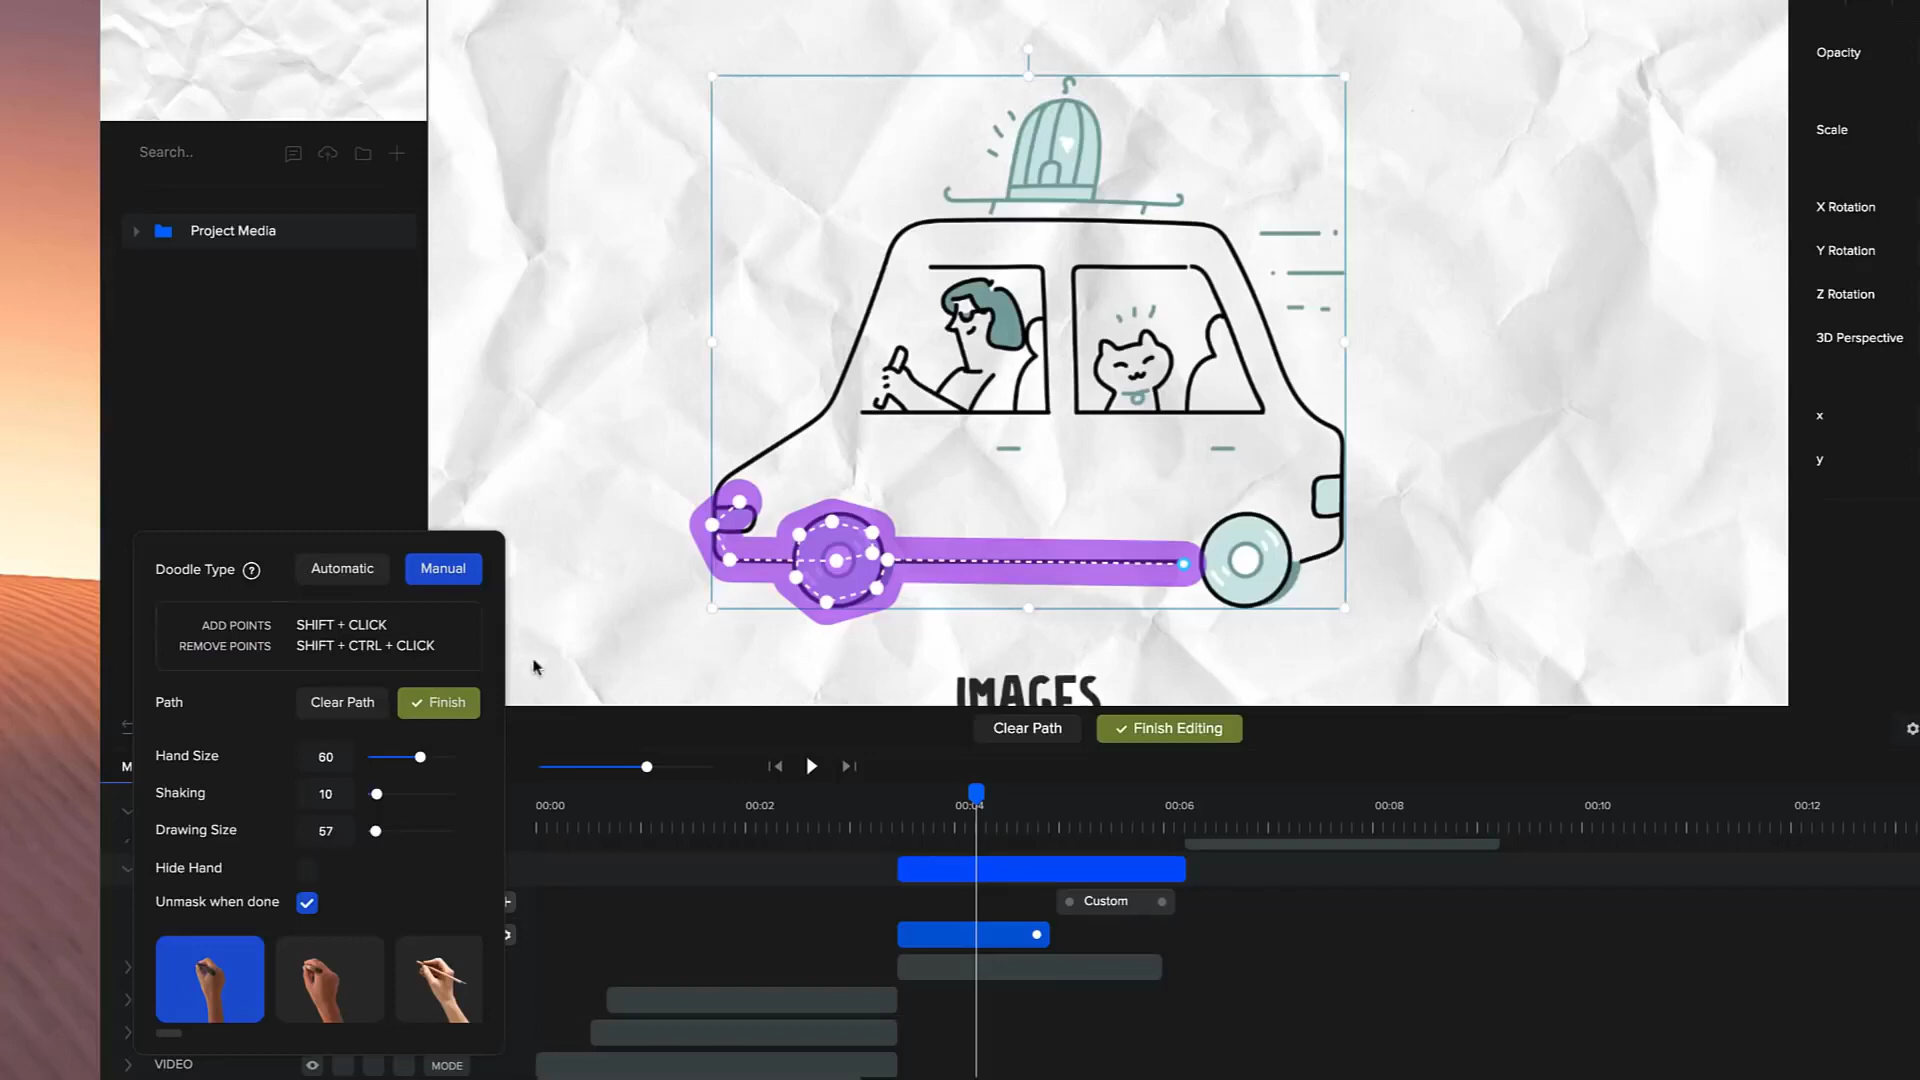 Opacity
Search..
Scale
X Rotation
Project Media
Y Rotation
Z Rotation
3D Perspective
x
y
Doodle Type ? Automatic Manual
ADD POINTS SHIFT + CLICK
REMOVE POINTS SHIFT + CTRL + CLICK
IMAGES
Path Clear Path Finish
Clear Path Finish Editing
Hand Size 60
M
Shaking 10
00:00 00:02 00:04 00:06 00:08 00:10 00:12
Drawing Size 57
Hide Hand
Unmask when done
Custom
VIDEO MODE